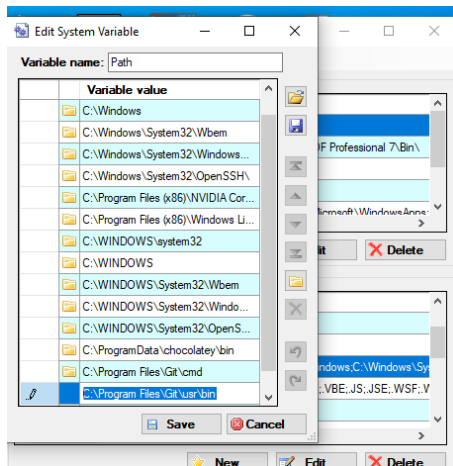 Edit System Variable
Variable name: Path
Variable value
C:\Windows
C:\Windows\System32\Wbem
C:\Windows\System32\Windows...
C:\Windows\System32\OpenSSH\
C:\Program Files (x86)\NVIDIA Cor...
C:\Program Files (x86)\Windows Li...
C:\WINDOWS\system32
C:\WINDOWS
C:\WINDOWS\System32\Wbem
C:\WINDOWS\System32\Windo...
C:\WINDOWS\System32\OpenS...
C:\ProgramData\chocolatey\bin
C:\Program Files\Git\cmd
C:\Program Files\Git\usr\bin
Save Cancel
DF Professional 7\Bin\
\Microsoft\WindowsApps;
dit Delete
indows;C:\Windows\Sys
;.VBE;.JS;.JSE;.WSF;.W
New Edit Delete